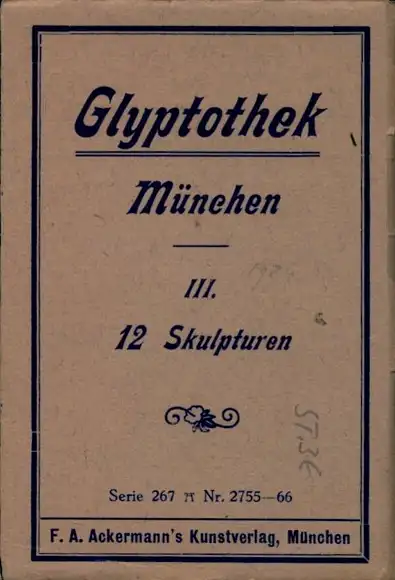 Glyptothek
München
III.
12 Skulpturen
Serie 267 Nr. 2755—66
F. A. Ackermann's Kunstverlag, München